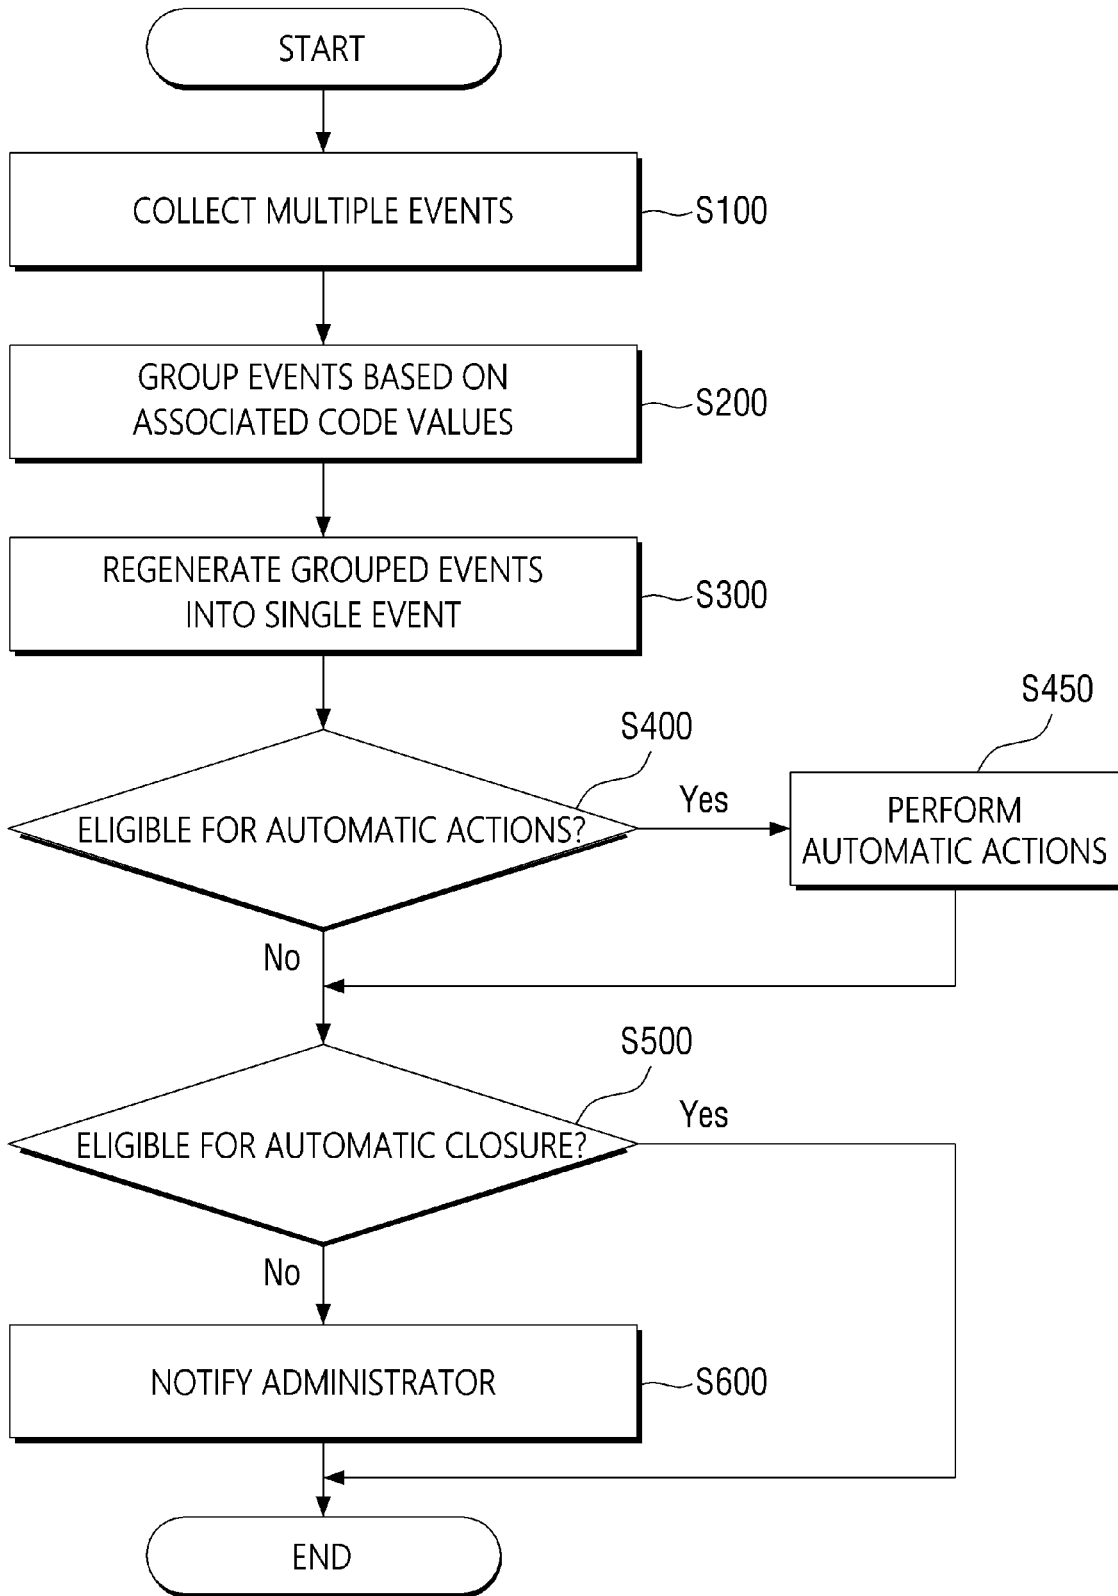 START
COLLECT MULTIPLE EVENTS
S100
GROUP EVENTS BASED ON
ASSOCIATED CODE VALUES
S200
REGENERATE GROUPED EVENTS
INTO SINGLE EVENT
S300
S400
ELIGIBLE FOR AUTOMATIC ACTIONS?
Yes
S450
PERFORM
AUTOMATIC ACTIONS
No
S500
ELIGIBLE FOR AUTOMATIC CLOSURE?
Yes
No
NOTIFY ADMINISTRATOR
S600
END